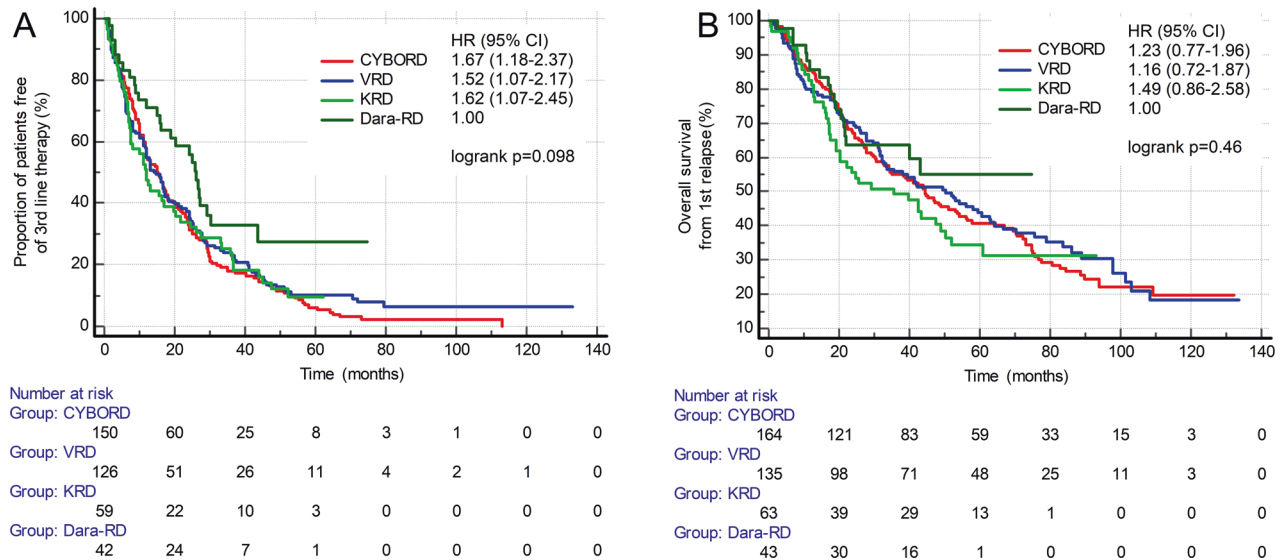 A
HR (95% CI)
CYBORD 1.67 (1.18-2.37)
VRD 1.52 (1.07-2.17)
KRD 1.62 (1.07-2.45)
Dara-RD 1.00
logrank p=0.098
Proportion of patients free
of 3rd line therapy (%)
100
80
60
40
20
0
0 20 40 60 80 100 120 140
Time (months)
Number at risk
Group: CYBORD
150 60 25 8 3 1 0 0
Group: VRD
126 51 26 11 4 2 1 0
Group: KRD
59 22 10 3 0 0 0 0
Group: Dara-RD
42 24 7 1 0 0 0 0
B
HR (95% CI)
CYBORD 1.23 (0.77-1.96)
VRD 1.16 (0.72-1.87)
KRD 1.49 (0.86-2.58)
Dara-RD 1.00
logrank p=0.46
Overall survival
from 1st relapse(%)
100
90
80
70
60
50
40
30
20
10
0 20 40 60 80 100 120 140
Time (months)
Number at risk
Group: CYBORD
164 121 83 59 33 15 3 0
Group: VRD
135 98 71 48 25 11 3 0
Group: KRD
63 39 29 13 1 0 0 0
Group: Dara-RD
43 30 16 1 0 0 0 0